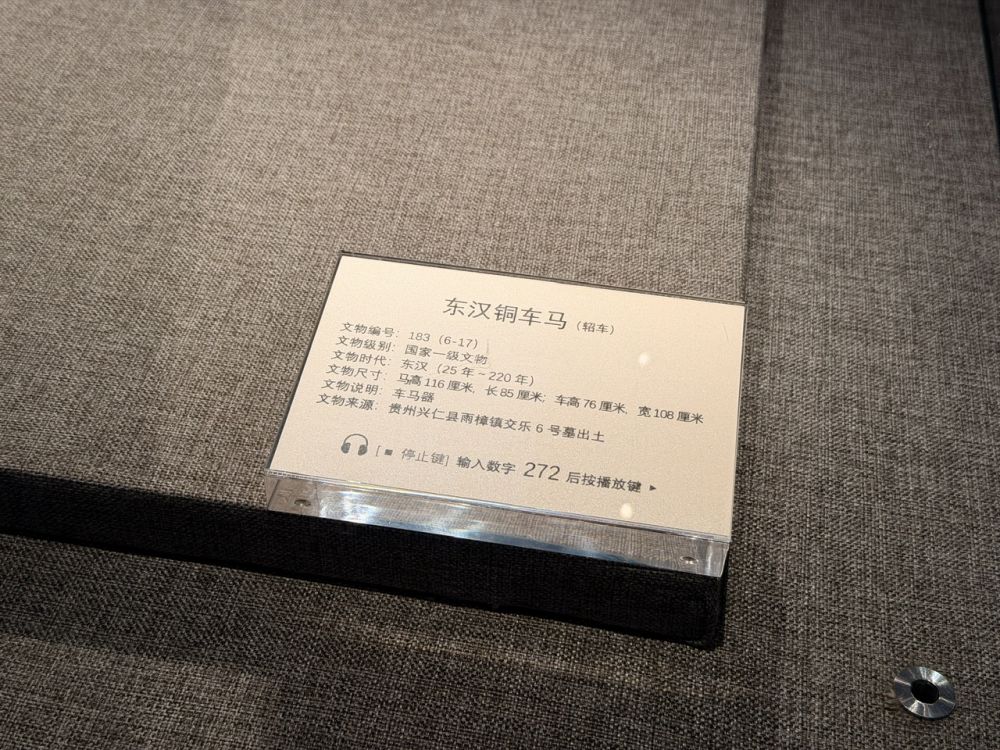 东汉铜车马（轺车）
文物编号：183（6-17）
文物级别：国家一级文物
文物时代：东汉（25 年 ~ 220 年）
文物尺寸：马高 116 厘米，长 85 厘米；车高 76 厘米，宽 108 厘米
文物说明：车马器
文物来源：贵州兴仁县雨樟镇交乐 6 号墓出土
[ ■ 停止键] 输入数字 272 后按播放键 ▶